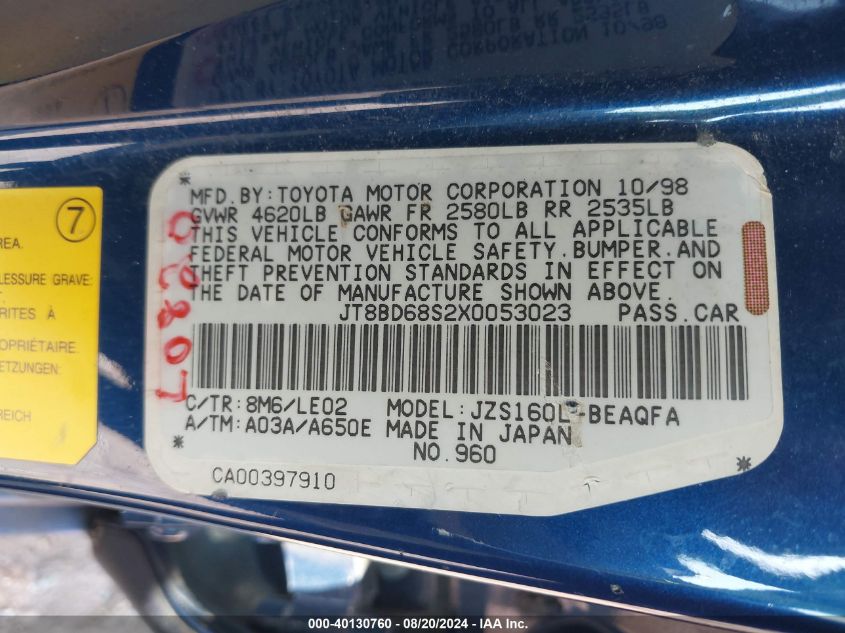 MFD.BY:TOYOTA MOTOR CORPORATION 10/98
GVWR 4620LB GAWR FR 2580LB RR 2535LB
THIS VEHICLE CONFORMS TO ALL APPLICABLE
FEDERAL MOTOR VEHICLE SAFETY.BUMPER.AND
THEFT PREVENTION STANDARDS IN EFFECT ON
THE DATE OF MANUFACTURE SHOWN ABOVE.
JT8BD68S2X0053023 PASS.CAR
C/TR:8M6/LE02 MODEL:JZS160L-BEAQFA
A/TM:A03A/A650E MADE IN JAPAN
NO.960
CA00397910
7
REA.
LESSURE GRAVE:
RITES À
OPRIÉTAIRE.
ETZUNGEN:
REICH
000-40130760 - 08/20/2024 - IAAI.com